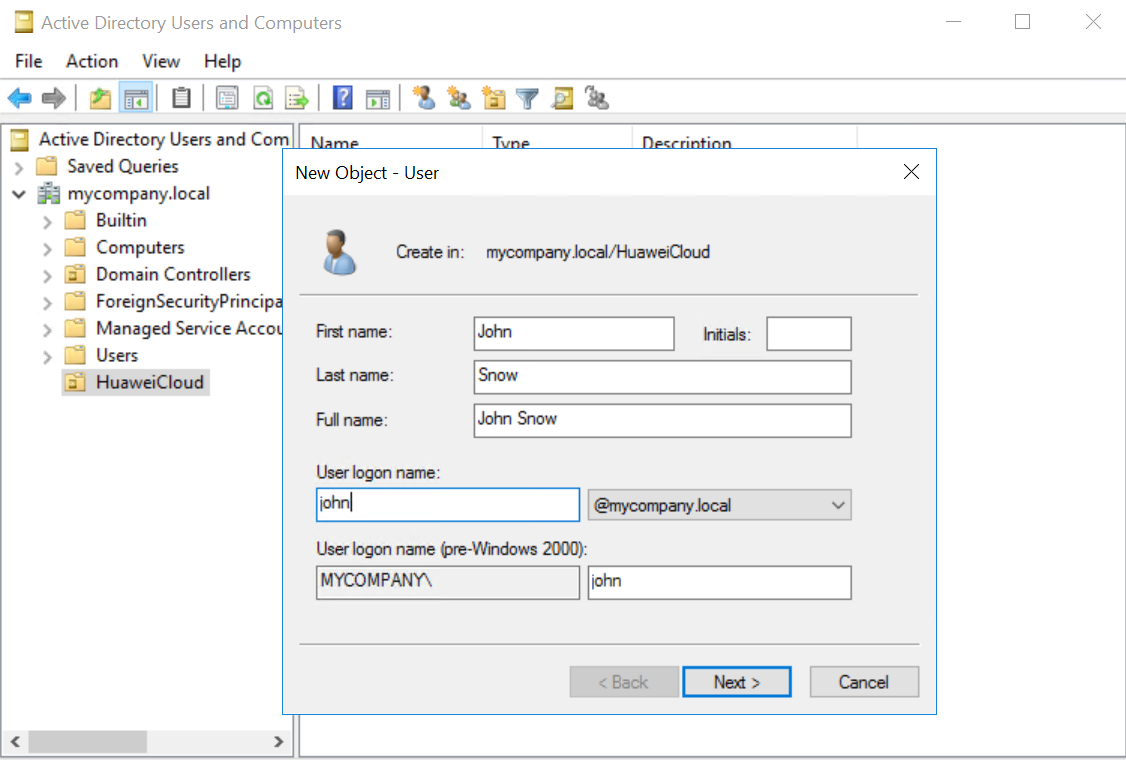 Active Directory Users and Computers
File Action View Help
Active Directory Users and Com
Name Type Description
Saved Queries
mycompany.local
Builtin
Computers
Domain Controllers
ForeignSecurityPrincipa
Managed Service Accou
Users
HuaweiCloud
New Object - User
Create in: mycompany.local/HuaweiCloud
First name: John Initials:
Last name: Snow
Full name: John Snow
User logon name:
john @mycompany.local
User logon name (pre-Windows 2000):
MYCOMPANY\ john
< Back Next > Cancel